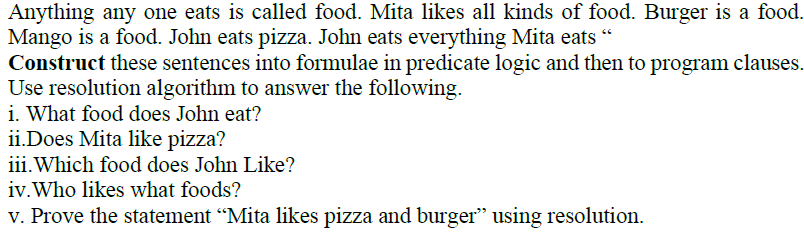 Anything any one eats is called food. Mita likes all kinds of food. Burger is a food.
Mango is a food. John eats pizza. John eats everything Mita eats “
Construct these sentences into formulae in predicate logic and then to program clauses.
Use resolution algorithm to answer the following.
i. What food does John eat?
ii.Does Mita like pizza?
iii.Which food does John Like?
iv.Who likes what foods?
v. Prove the statement “Mita likes pizza and burger” using resolution.